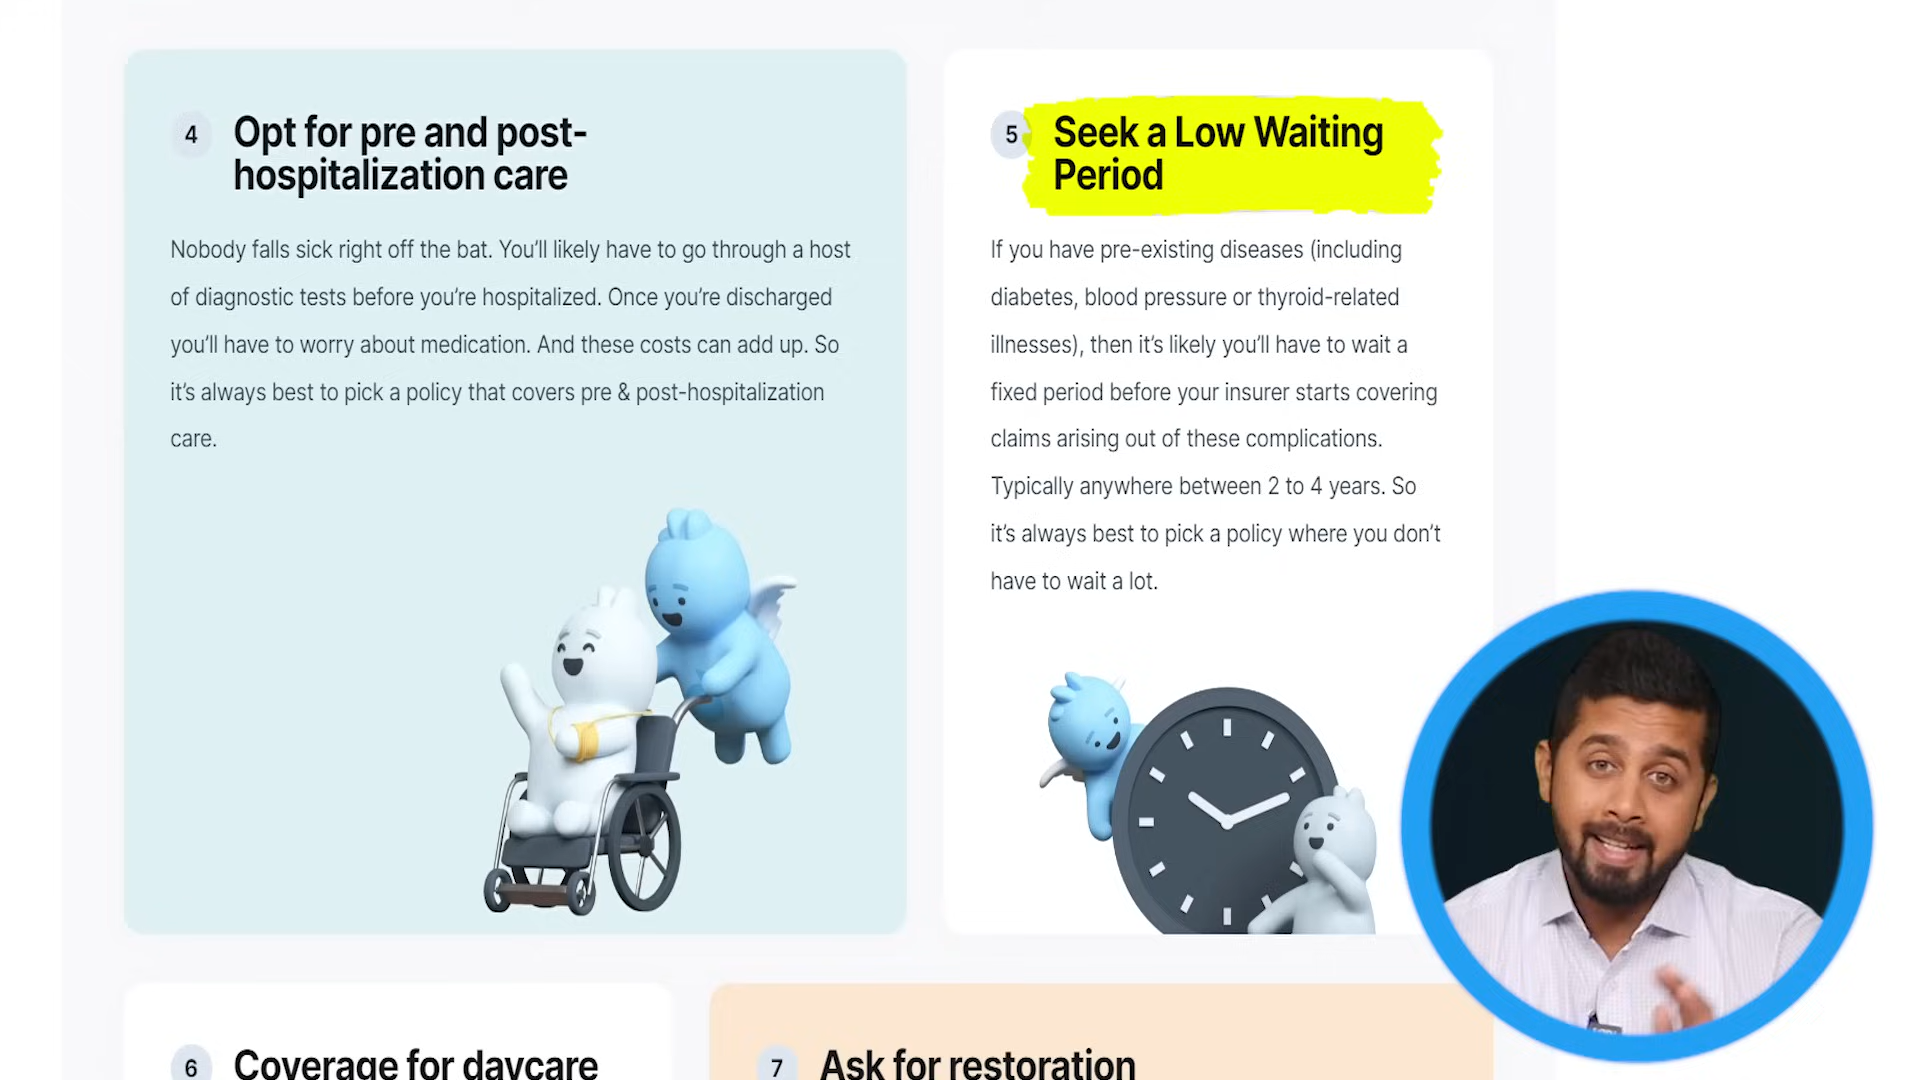 4
Opt for pre and post-
hospitalization care
Nobody falls sick right off the bat. You'll likely have to go through a host
of diagnostic tests before you're hospitalized. Once you're discharged
you'll have to worry about medication. And these costs can add up. So
it's always best to pick a policy that covers pre & post-hospitalization
care.
5
Seek a Low Waiting
Period
If you have pre-existing diseases (including
diabetes, blood pressure or thyroid-related
illnesses), then it's likely you'll have to wait a
fixed period before your insurer starts covering
claims arising out of these complications.
Typically anywhere between 2 to 4 years. So
it's always best to pick a policy where you don't
have to wait a lot.
6
Coverage for daycare
7
Ask for restoration